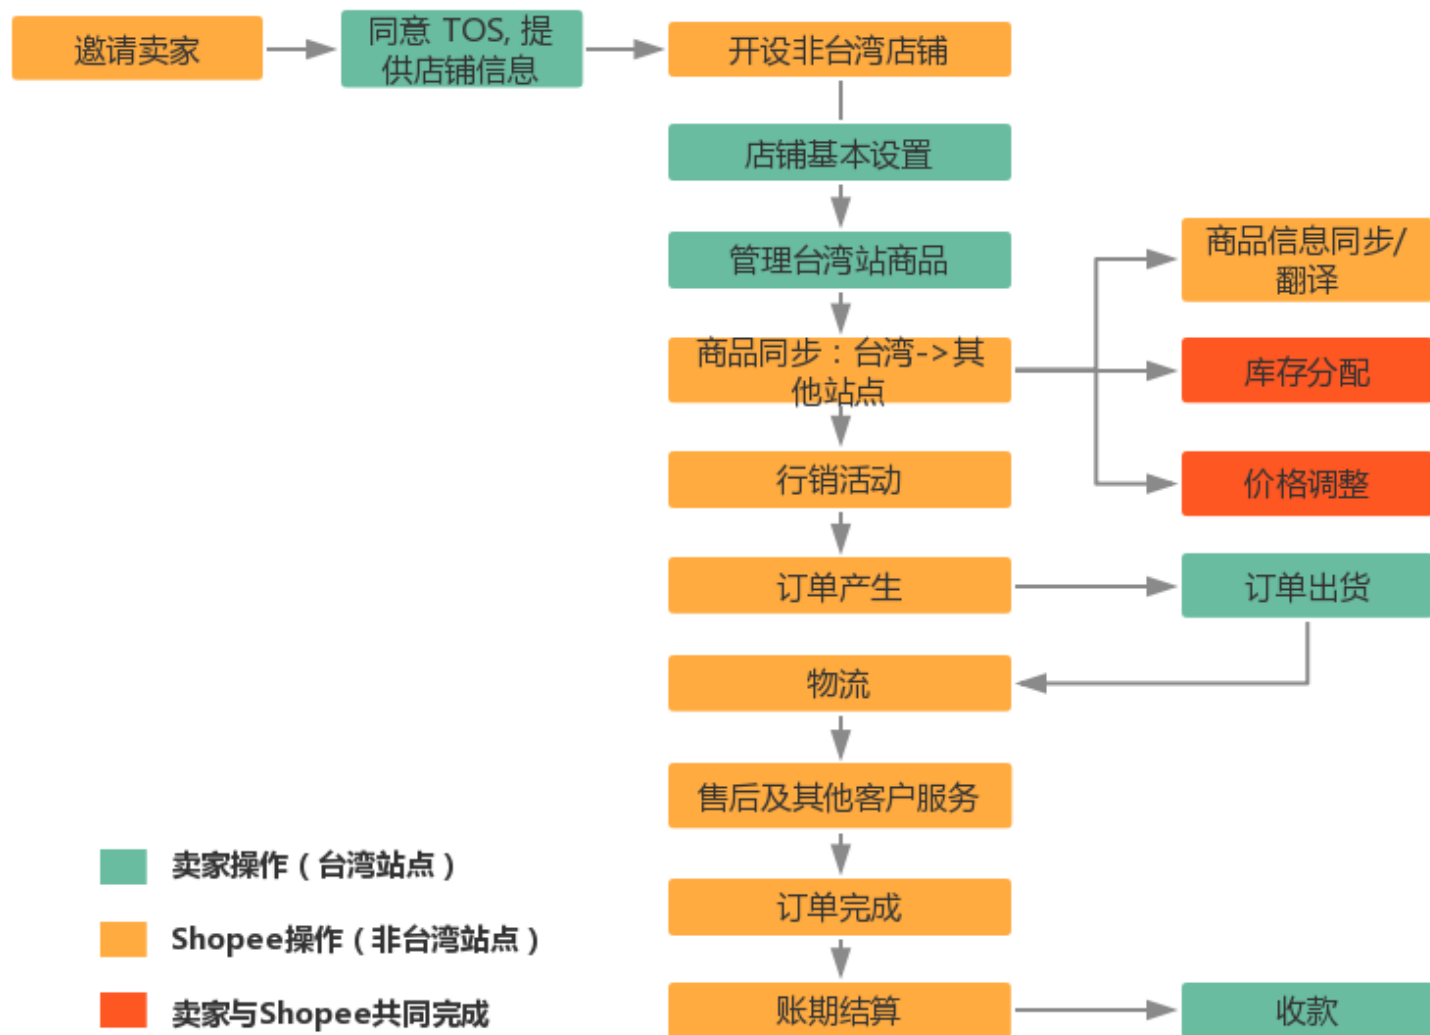 邀请卖家
同意 TOS, 提
供店铺信息
开设非台湾店铺
店铺基本设置
管理台湾站商品
商品信息同步/
翻译
商品同步：台湾->其
他站点
库存分配
行销活动
价格调整
订单产生
订单出货
物流
售后及其他客户服务
卖家操作（台湾站点）
订单完成
Shopee操作（非台湾站点）
账期结算
收款
卖家与Shopee共同完成